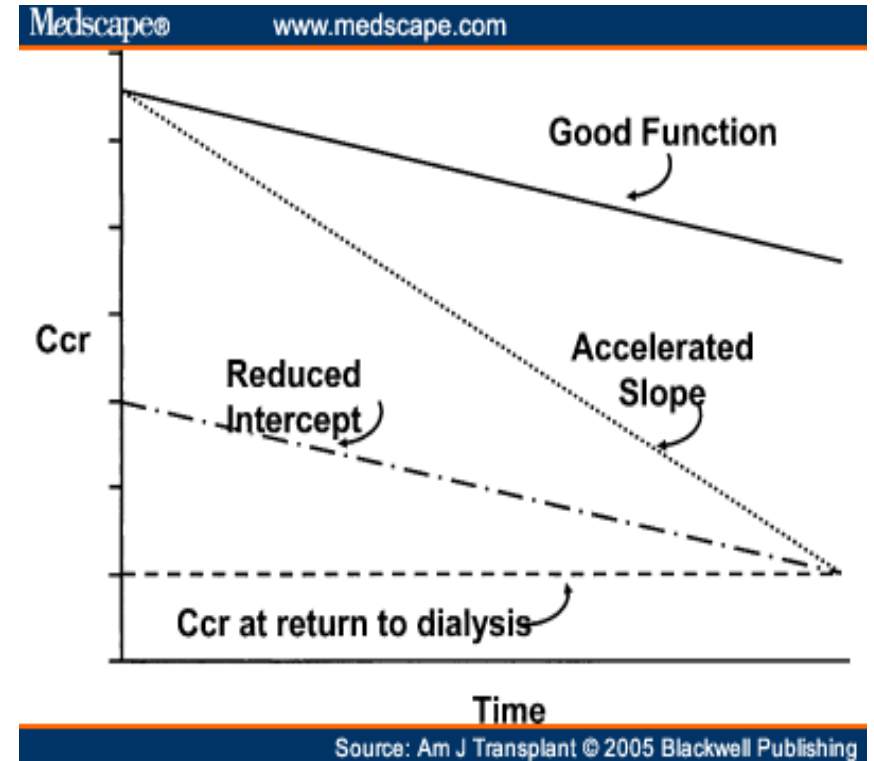 Medscape® www.medscape.com
Good Function
Ccr
Accelerated
Slope
Reduced
Intercept
Ccr at return to dialysis
Time
Source: Am J Transplant © 2005 Blackwell Publishing